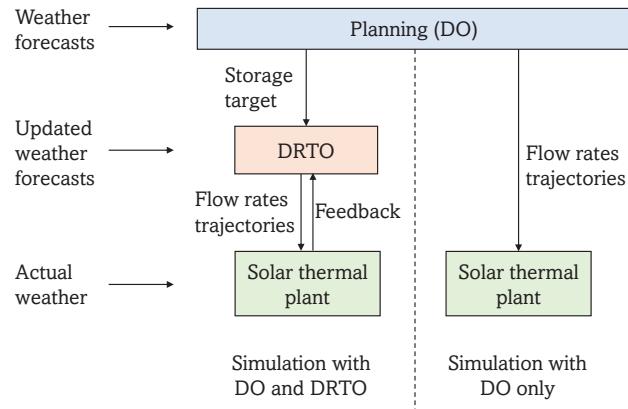 Weather
forecasts
Planning (DO)
Storage
target
Updated
weather
forecasts
DRTO
Flow rates
trajectories
Feedback
Flow rates
trajectories
Actual
weather
Solar thermal
plant
Solar thermal
plant
Simulation with
DO and DRTO
Simulation with
DO only